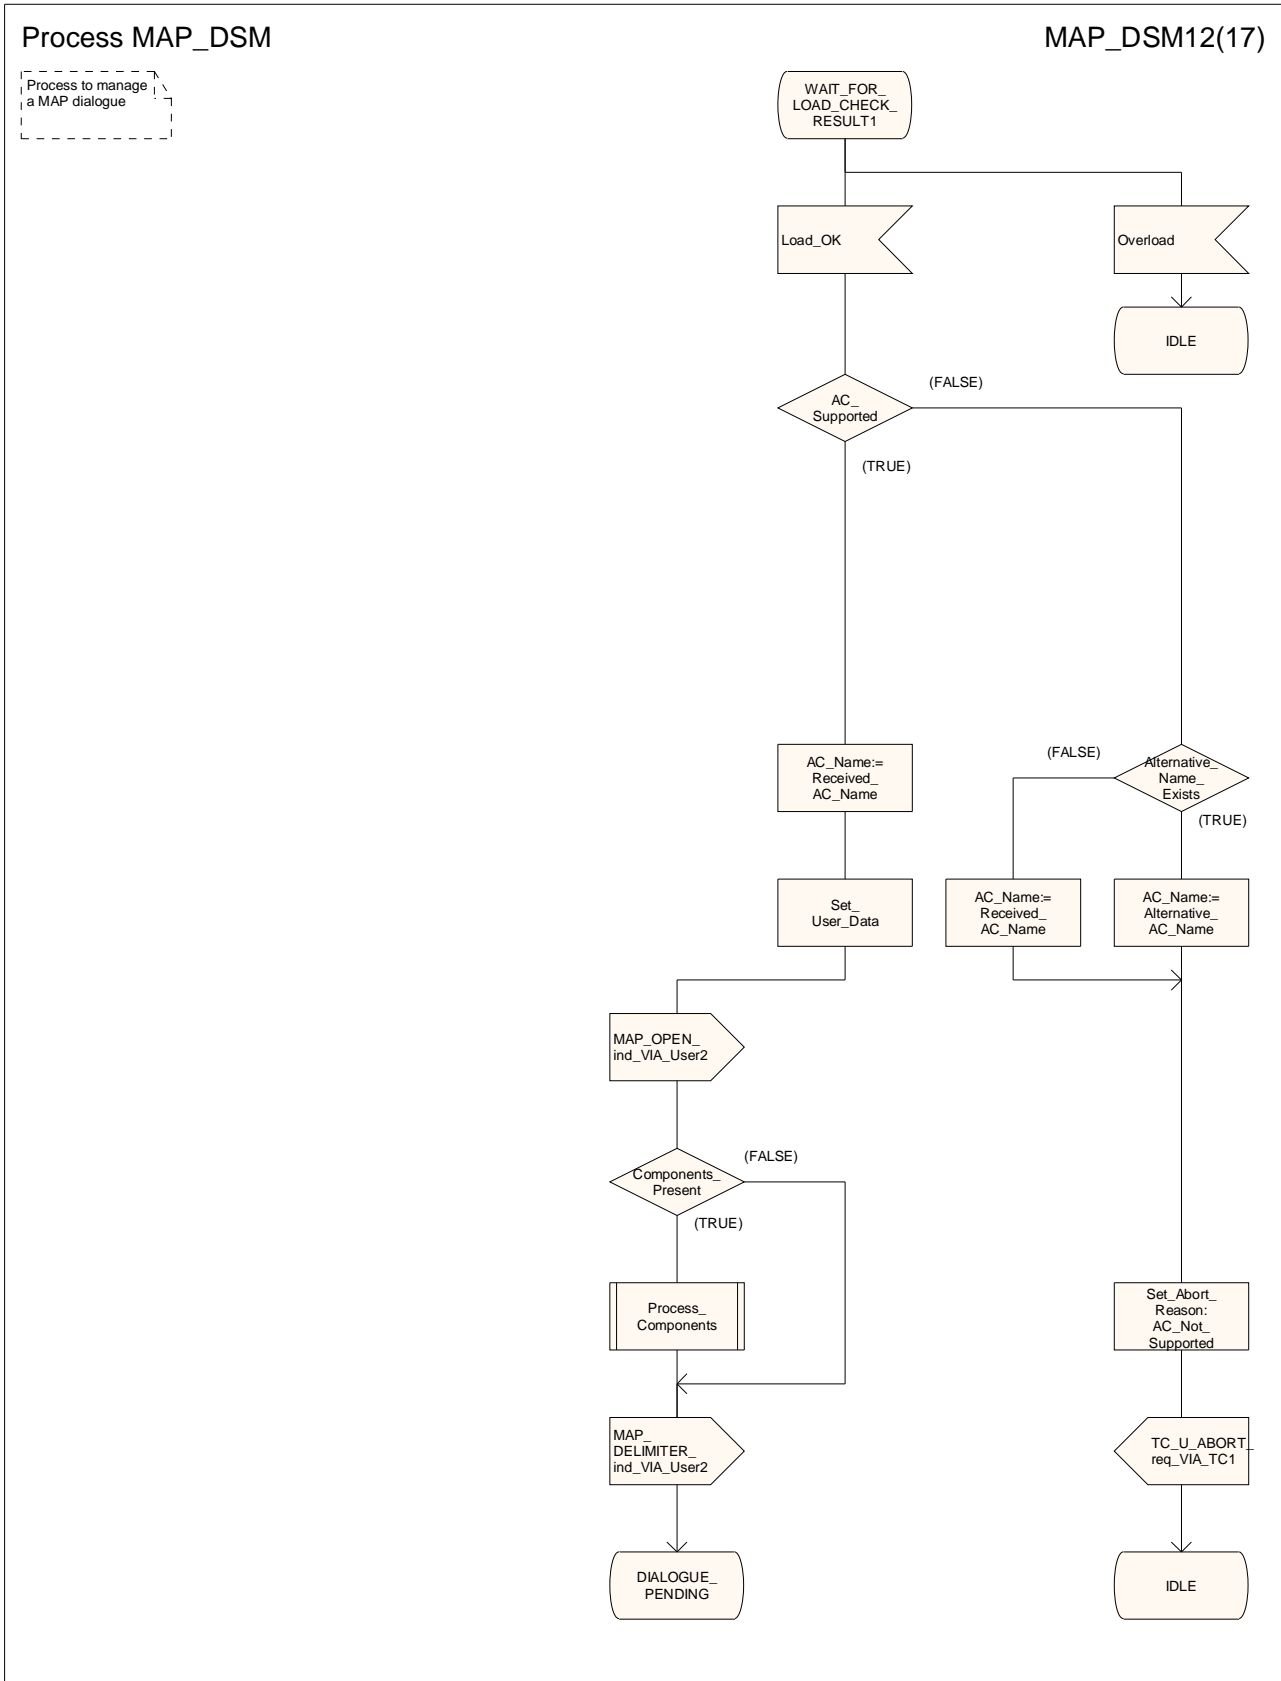 Process MAP_DSM
MAP_DSM12(17)
Process to manage
a MAP dialogue
WAIT_FOR_
LOAD_CHECK_
RESULT1
Load_OK
Overload
IDLE
(FALSE)
AC_
Supported
(TRUE)
AC_Name:=
Received_
AC_Name
(FALSE)
Alternative_
Name_
Exists
(TRUE)
Set_
User_Data
AC_Name:=
Received_
AC_Name
AC_Name:=
Alternative_
AC_Name
MAP_OPEN_
ind_VIA_User2
(FALSE)
Components_
Present
(TRUE)
Process_
Components
Set_Abort_
Reason:
AC_Not_
Supported
MAP_
DELIMITER_
ind_VIA_User2
TC_U_ABORT_
req_VIA_TC1
DIALOGUE_
PENDING
IDLE